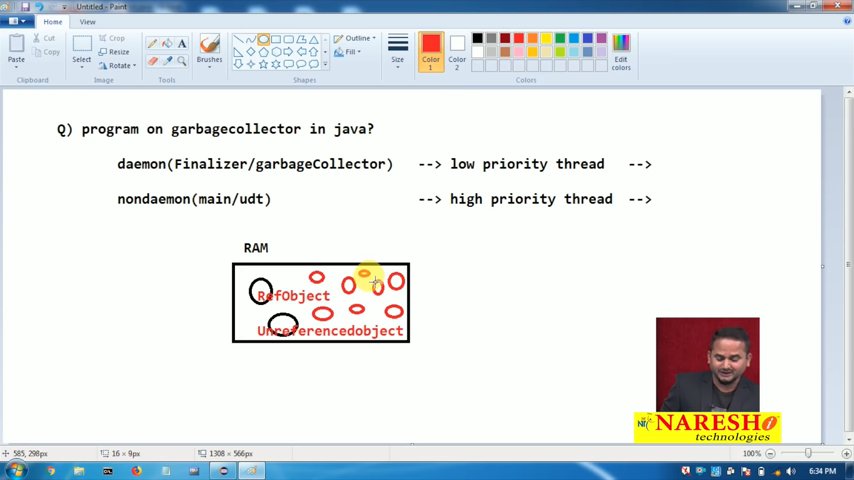 Untitled - Paint
Home
View
Cut
Copy
Paste
Clipboard
Crop
Resize
Rotate
Select
Image
Tools
Brushes
Shapes
Outline
Fill
Size
Color
1
Color
2
Edit
colors
Colors
Q) program on garbagecollector in java?
daemon(Finalizer/garbageCollector) --> low priority thread -->
nondaemon(main/udt) --> high priority thread -->
RAM
RefObject
Unreferencedobject
NARESH
technologies
585, 298px
16 × 9px
1308 × 566px
100%
6:34 PM